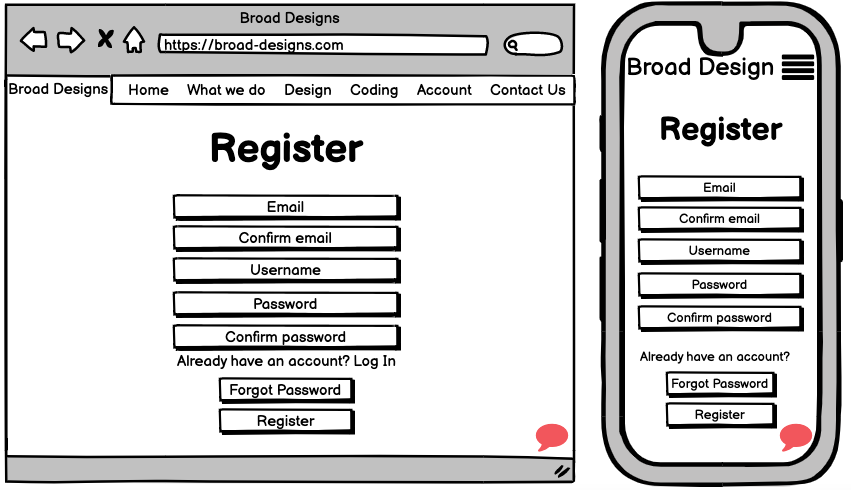 Broad Designs
https://broad-designs.com
Broad Designs Home What we do Design Coding Account Contact Us
Register
Email
Confirm email
Username
Password
Confirm password
Already have an account? Log In
Forgot Password
Register
Broad Design
Register
Email
Confirm email
Username
Password
Confirm password
Already have an account?
Forgot Password
Register